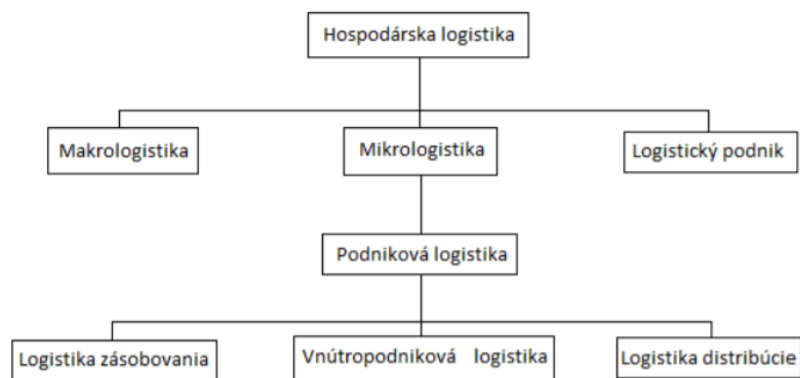 Hospodárska logistika
Makrologistika
Mikrologistika
Logistický podnik
Podniková logistika
Logistika zásobovania
Vnútropodniková logistika
Logistika distribúcie